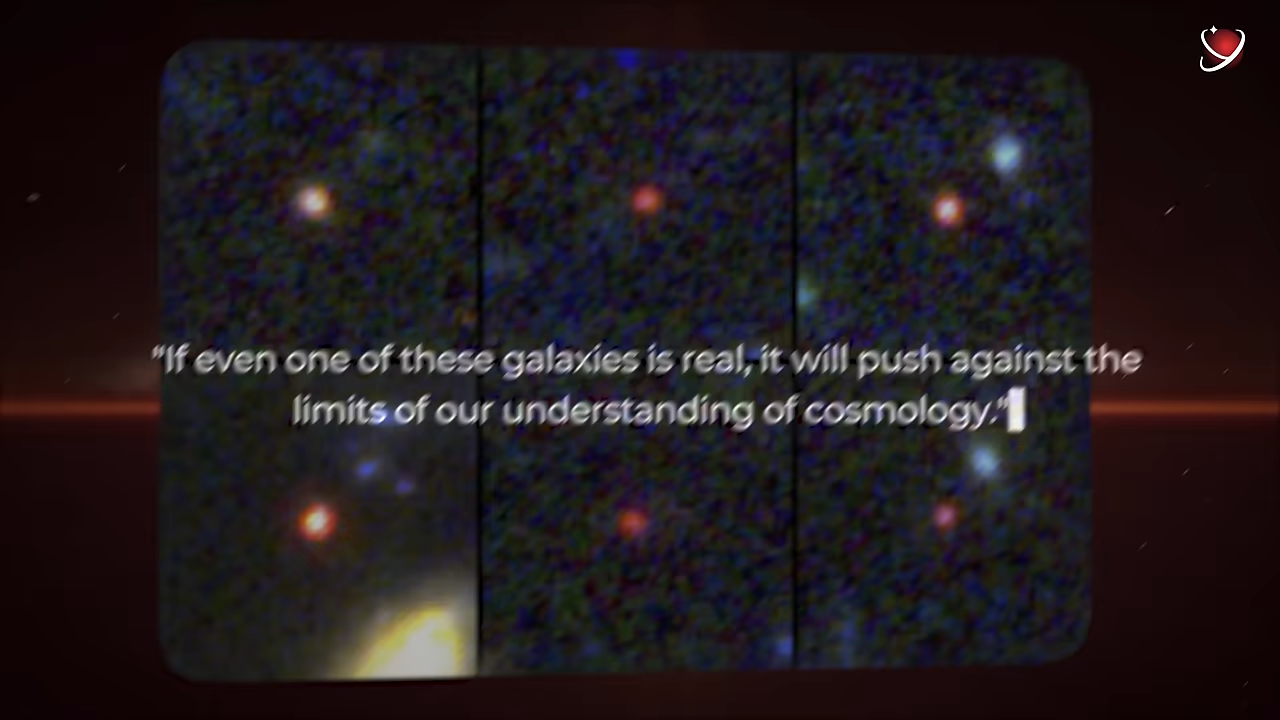 "If even one of these galaxies is real, it will push against the
limits of our understanding of cosmology."